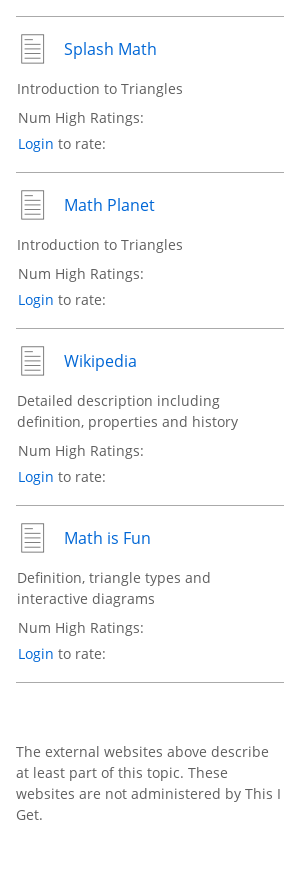 Splash Math
Introduction to Triangles
Num High Ratings:
Login to rate:
Math Planet
Introduction to Triangles
Num High Ratings:
Login to rate:
Wikipedia
Detailed description including
definition, properties and history
Num High Ratings:
Login to rate:
Math is Fun
Definition, triangle types and
interactive diagrams
Num High Ratings:
Login to rate:
The external websites above describe
at least part of this topic. These
websites are not administered by This I
Get.